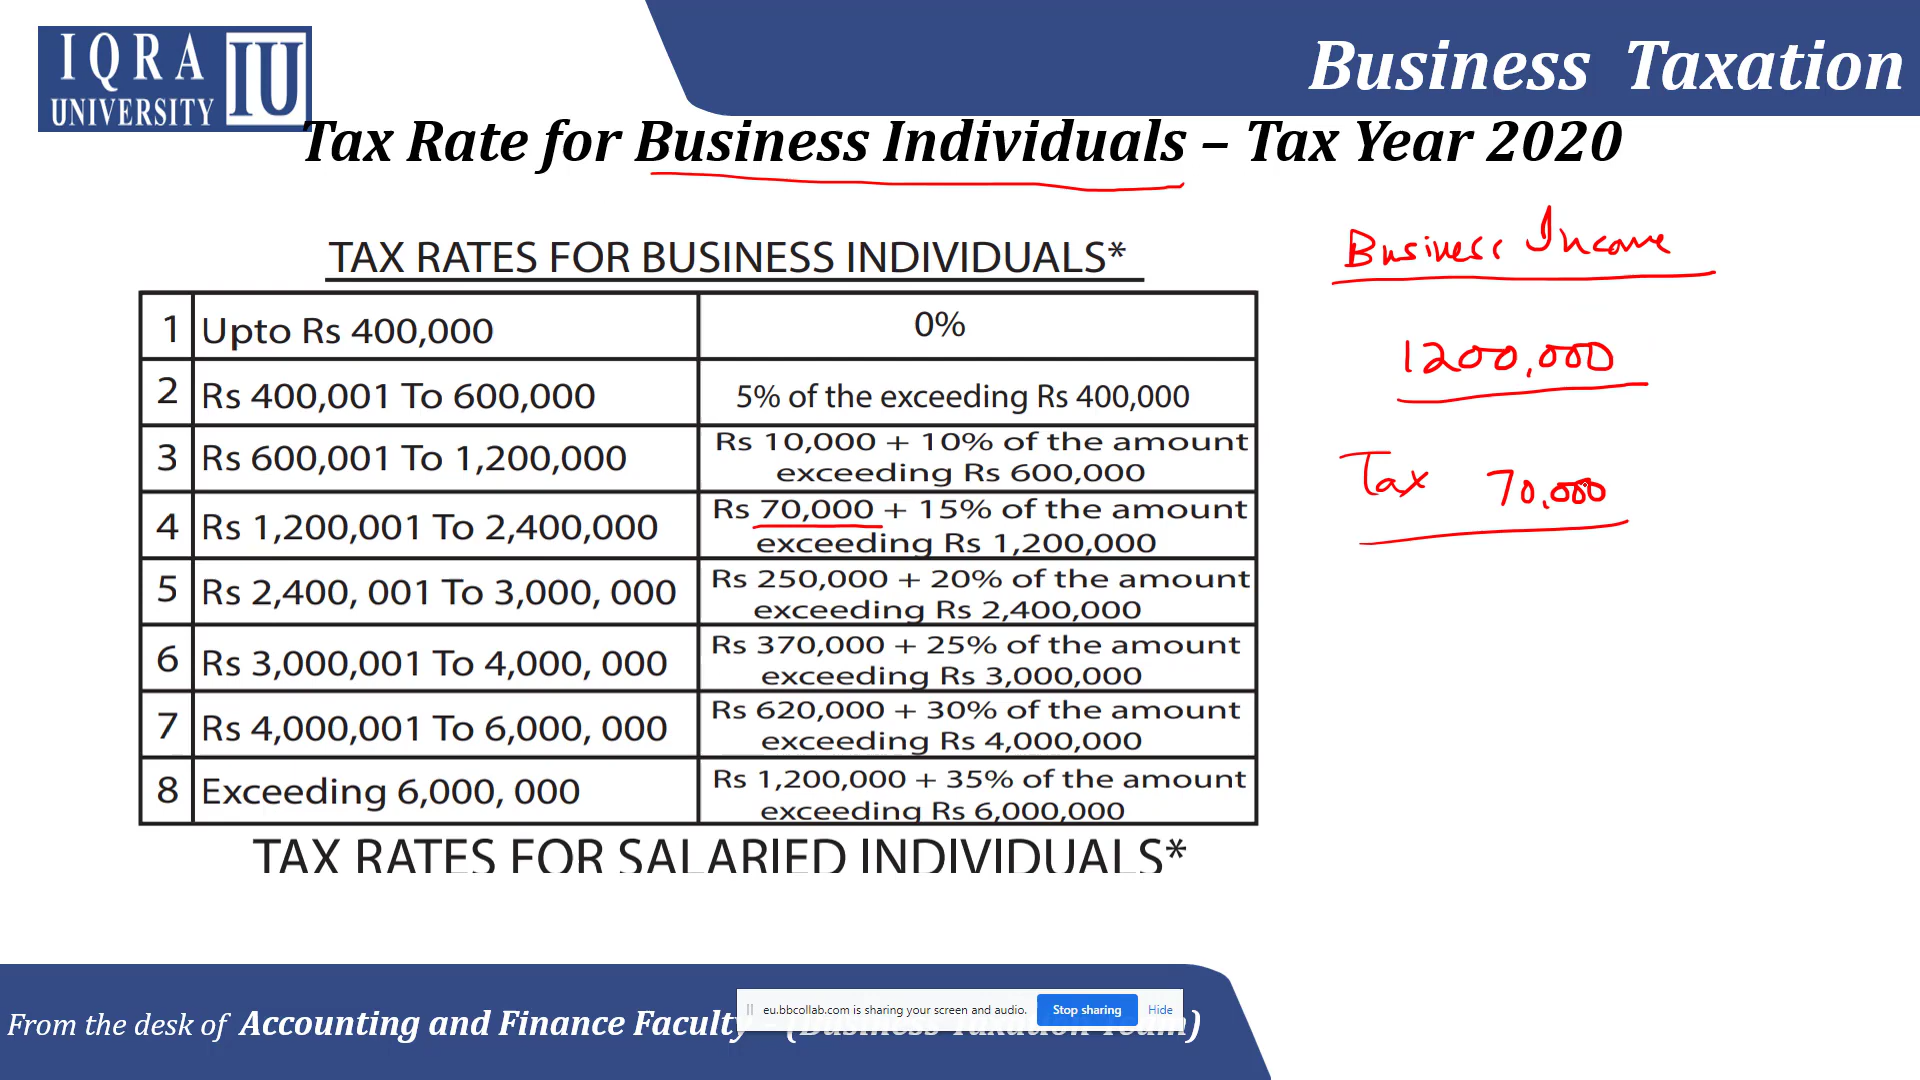 IQRA
UNIVERSITY
IU
Business Taxation
Tax Rate for Business Individuals – Tax Year 2020
TAX RATES FOR BUSINESS INDIVIDUALS*
1 Upto Rs 400,000 0%
2 Rs 400,001 To 600,000 5% of the exceeding Rs 400,000
3 Rs 600,001 To 1,200,000 Rs 10,000 + 10% of the amount
exceeding Rs 600,000
4 Rs 1,200,001 To 2,400,000 Rs 70,000 + 15% of the amount
exceeding Rs 1,200,000
5 Rs 2,400, 001 To 3,000, 000 Rs 250,000 + 20% of the amount
exceeding Rs 2,400,000
6 Rs 3,000,001 To 4,000, 000 Rs 370,000 + 25% of the amount
exceeding Rs 3,000,000
7 Rs 4,000,001 To 6,000, 000 Rs 620,000 + 30% of the amount
exceeding Rs 4,000,000
8 Exceeding 6,000, 000 Rs 1,200,000 + 35% of the amount
exceeding Rs 6,000,000
TAX RATES FOR SALARIED INDIVIDUALS*
Business Income
1200,000
Tax 70,000
From the desk of Accounting and Finance Faculty – (Business Taxation Team)
eu.bbcollab.com is sharing your screen and audio. Stop sharing Hide